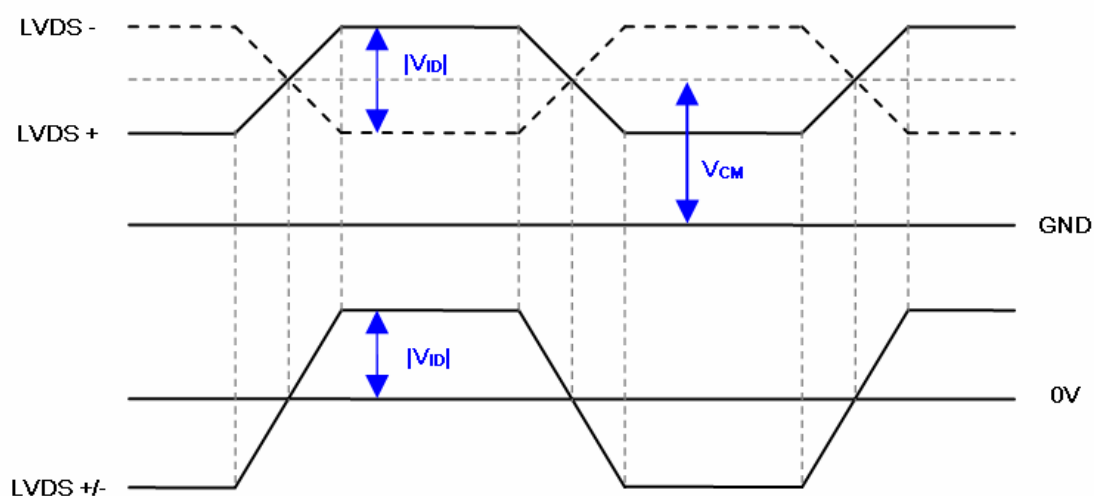 LVDS -
|VID|
LVDS +
VCM
GND
|VID|
0V
LVDS +/-